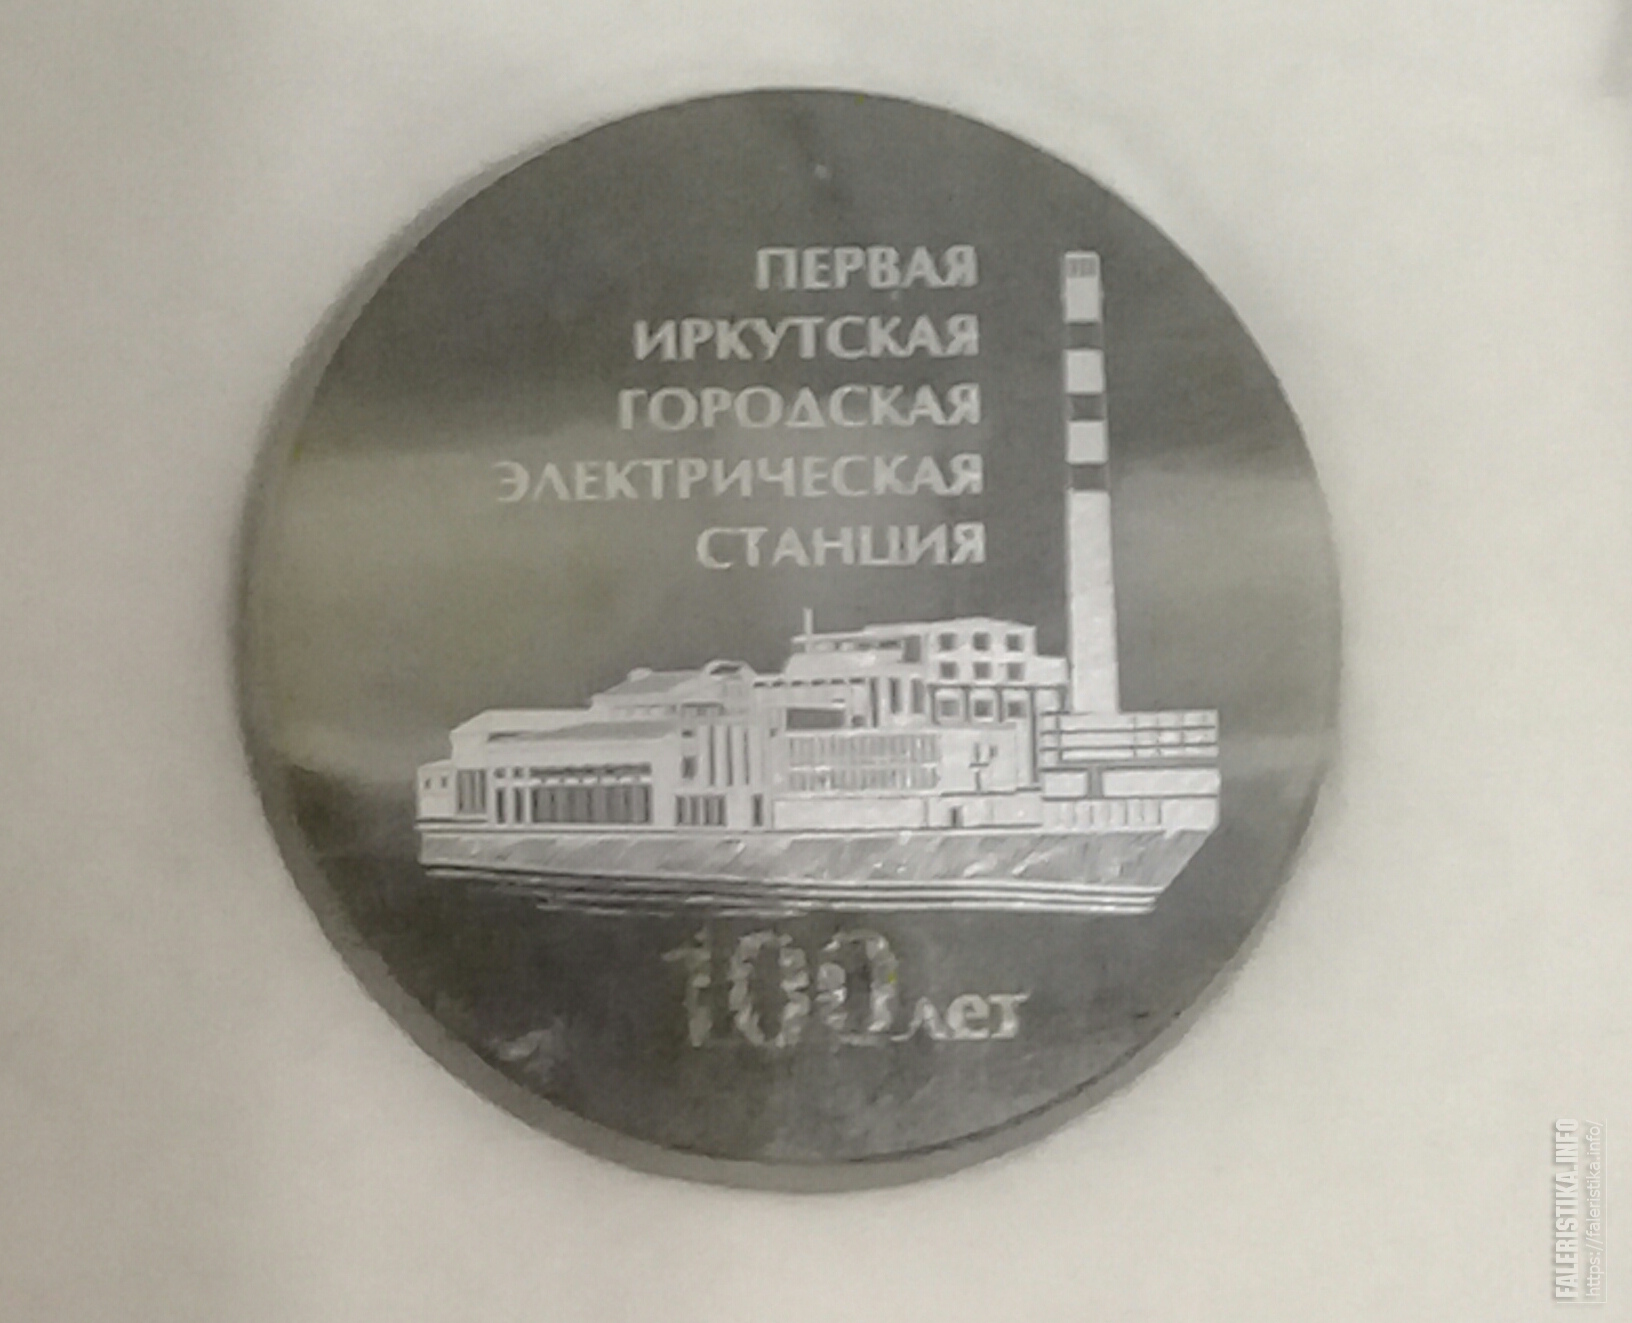 ПЕРВАЯ
ИРКУТСКАЯ
ГОРОДСКАЯ
ЭЛЕКТРИЧЕСКАЯ
СТАНЦИЯ
100 лет
FALERISTIKA.INFO
https://faleristika.info/